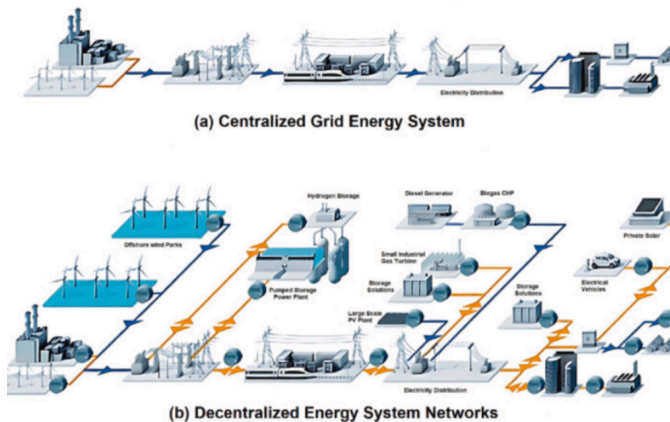 Electricity Distribution
(a) Centralized Grid Energy System
Hydrogen Storage
Diesel Generator
Biogas CHP
Offshore wind Parks
Private Solar
Small Industrial
Gas Turbine
Pumped Storage
Power Plant
Storage
Solutions
Electrical
Vehicles
Storage
Solutions
Large Scale
PV Plant
Electricity Distribution
(b) Decentralized Energy System Networks